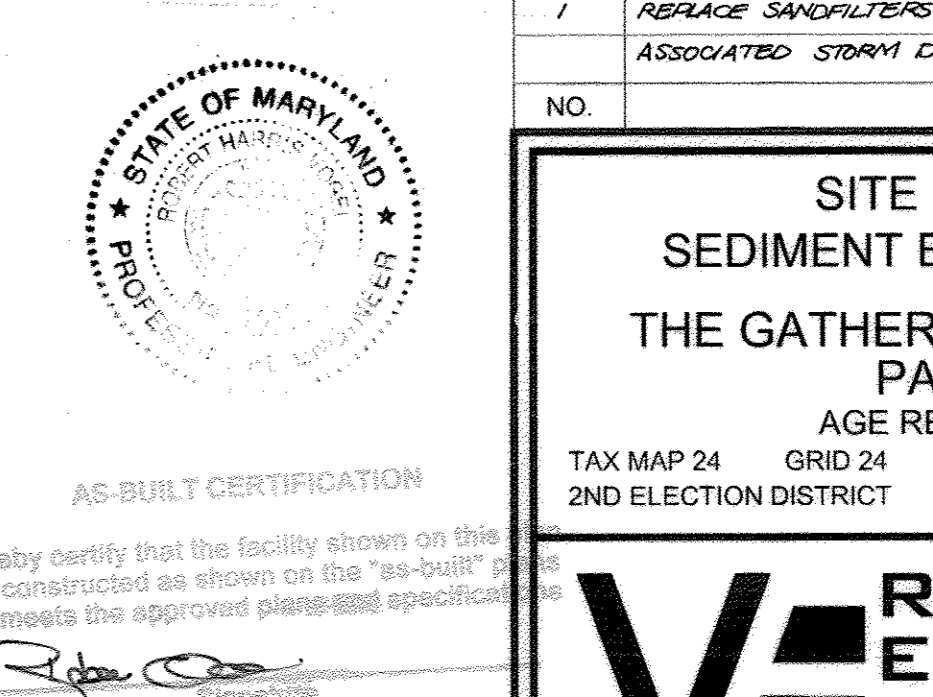 1 REPLACE SANDFILTERS
ASSOCIATED STORM D
NO.
STATE OF MARYLAND
ROBERT HARRIS VOGEL
PROFESSIONAL ENGINEER
SITE
SEDIMENT E
THE GATHER
PA
AGE RE
TAX MAP 24 GRID 24
2ND ELECTION DISTRICT
AS-BUILT CERTIFICATION
eby certify that the facility shown on this
constructed as shown on the "as-built" plans
meets the approved plans and specifications
Signature
R
E